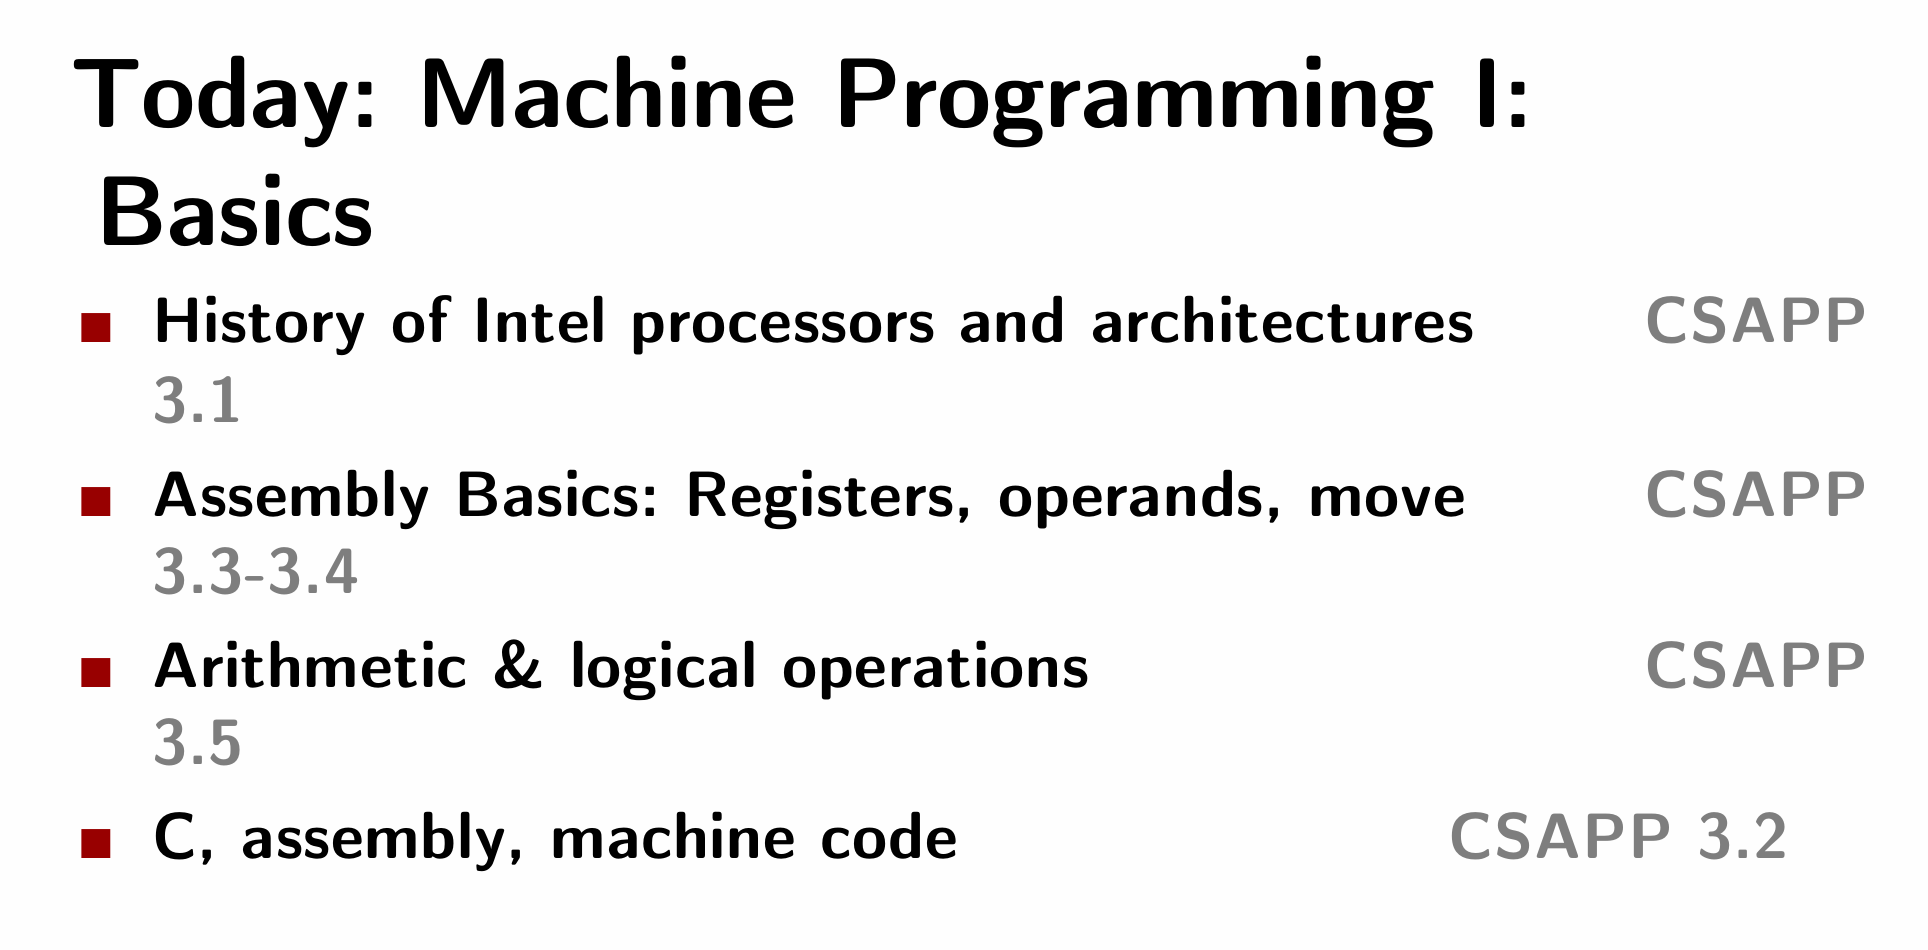 Today: Machine Programming I:
Basics
■ History of Intel processors and architectures CSAPP
3.1
■ Assembly Basics: Registers, operands, move CSAPP
3.3-3.4
■ Arithmetic & logical operations CSAPP
3.5
■ C, assembly, machine code CSAPP 3.2